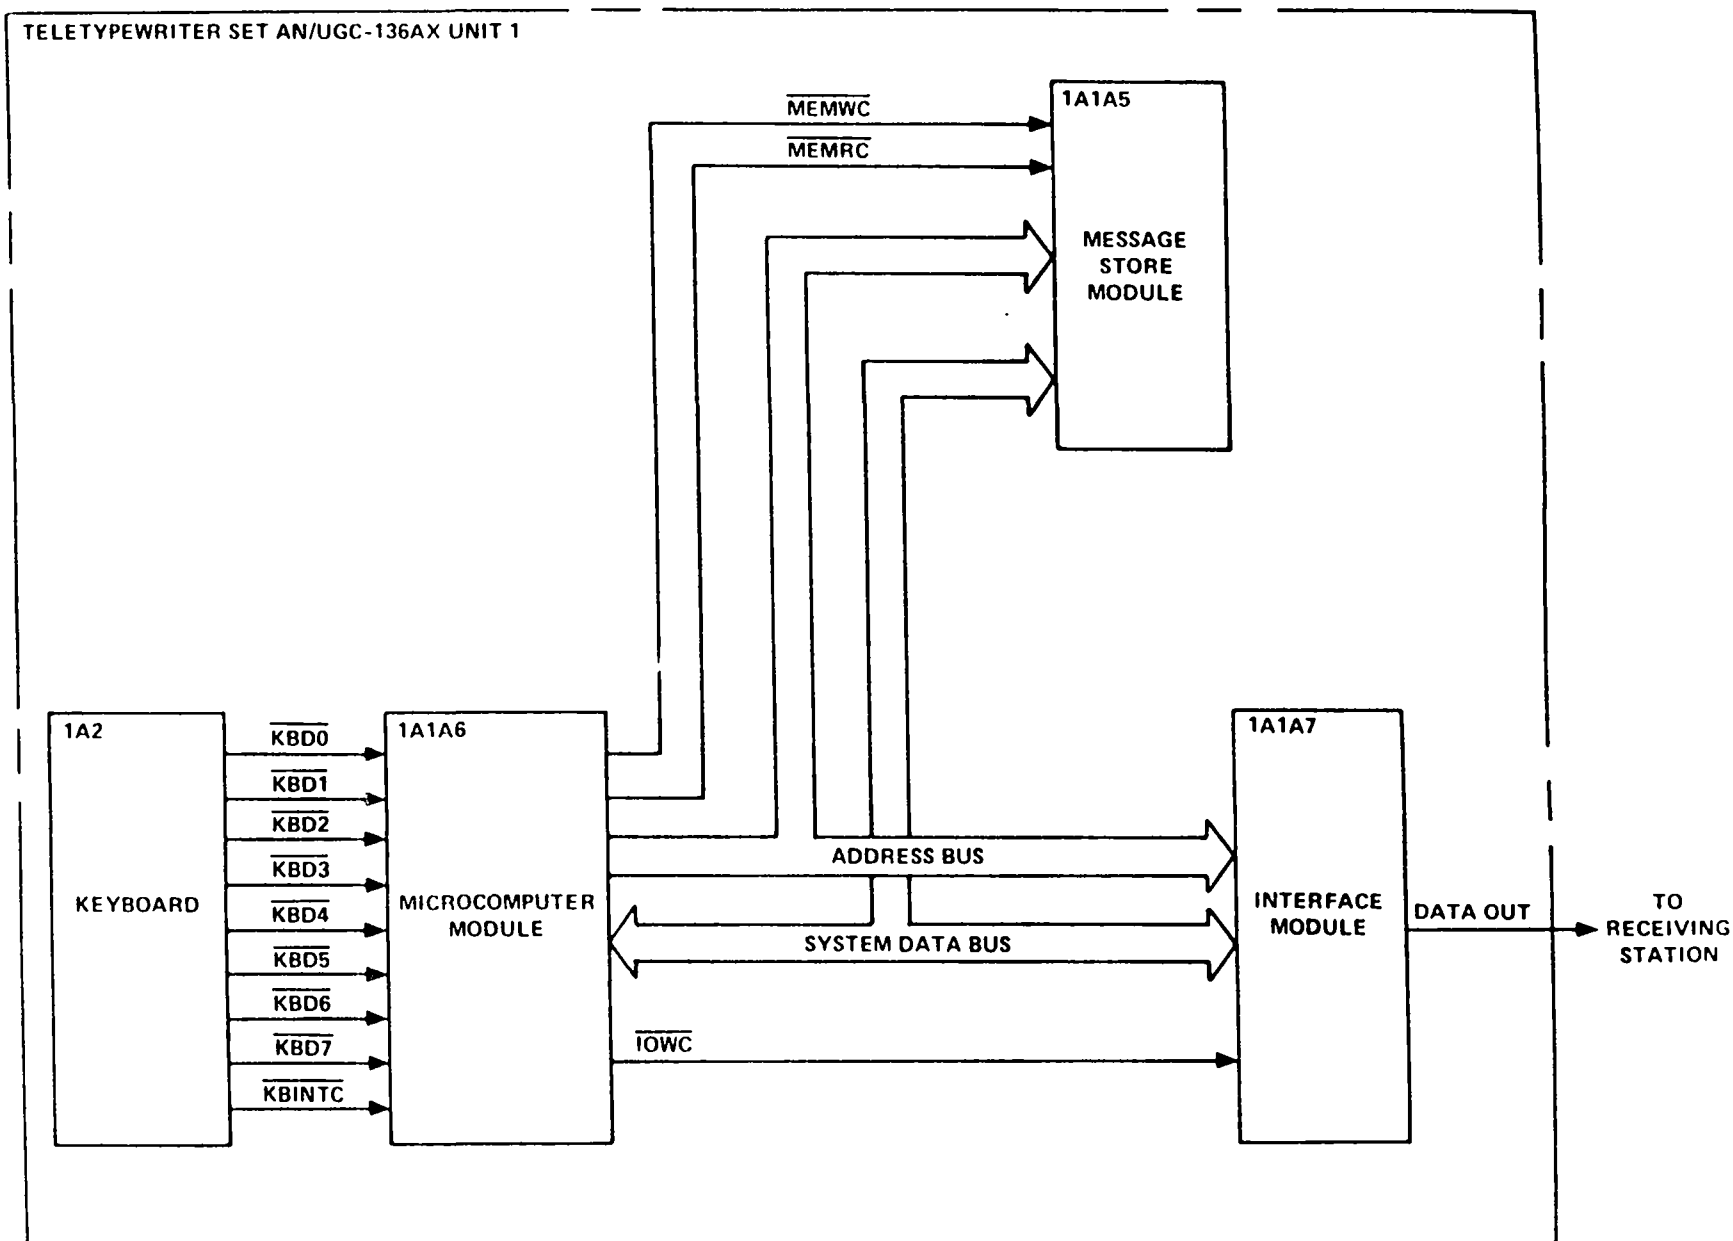 TELETYPEWRITER SET AN/UGC-136AX UNIT 1
1A1A5
MEMWC
MEMRC
MESSAGE
STORE
MODULE
1A2
KEYBOARD
KBD0
KBD1
KBD2
KBD3
KBD4
KBD5
KBD6
KBD7
KBINTC
1A1A6
MICROCOMPUTER
MODULE
ADDRESS BUS
SYSTEM DATA BUS
IOWC
1A1A7
INTERFACE
MODULE
DATA OUT
TO
RECEIVING
STATION